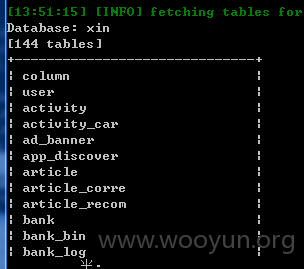 [13:51:15] [INFO] fetching tables for
Database: xin
[144 tables]
+------------------------------+
| column |
| user |
| activity |
| activity_car |
| ad_banner |
| app_discover |
| article |
| article_corre |
| article_recom |
| bank |
| bank_bin |
| bank_log |
www.wooyun.org